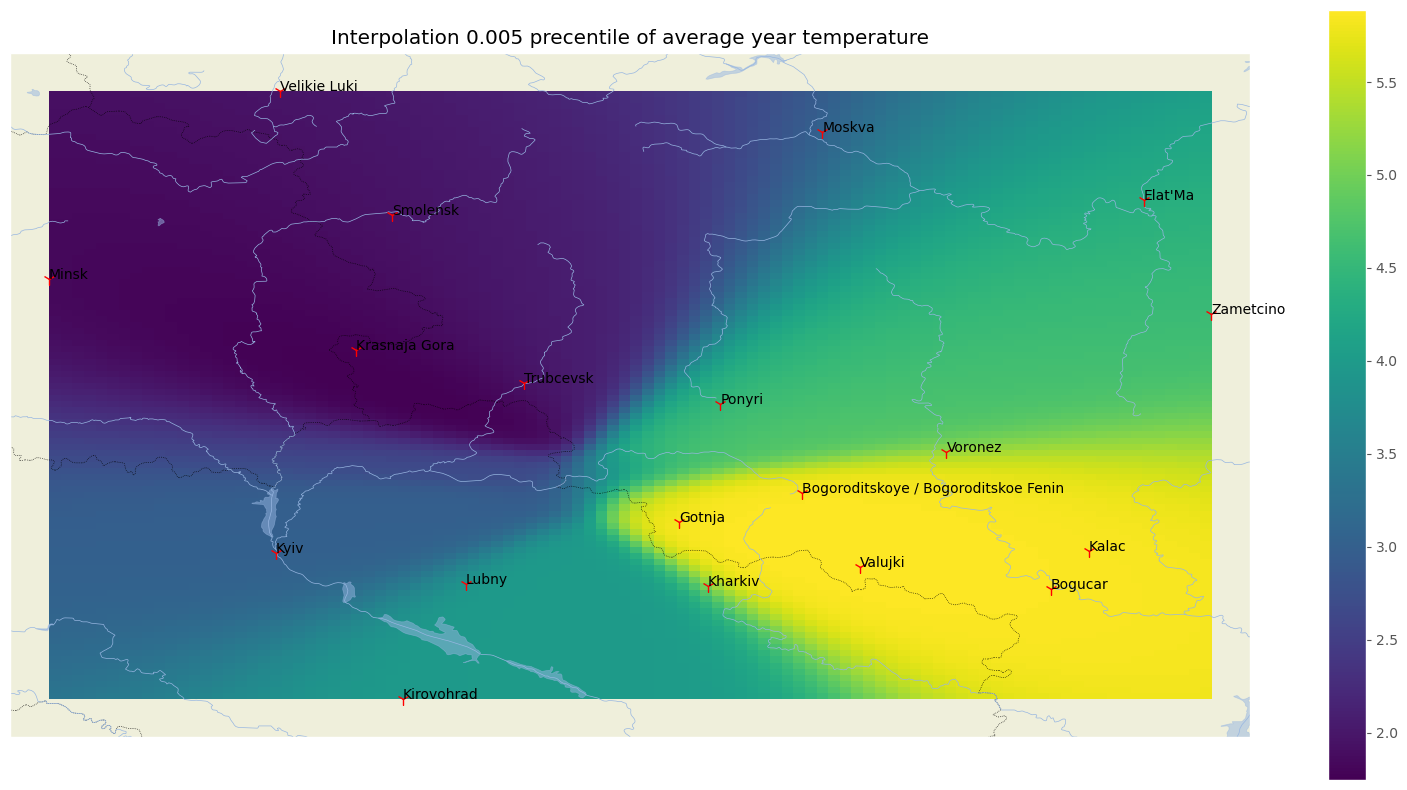 Interpolation 0.005 precentile of average year temperature
Velikie Luki
Moskva
Elat'Ma
Smolensk
Minsk
Zametcino
Krasnaja Gora
Trubcevsk
Ponyri
Voronez
Bogoroditskoye / Bogoroditskoe Fenin
Gotnja
Kyiv
Kalac
Valujki
Lubny
Kharkiv
Bogucar
Kirovohrad
5.5
5.0
4.5
4.0
3.5
3.0
2.5
2.0